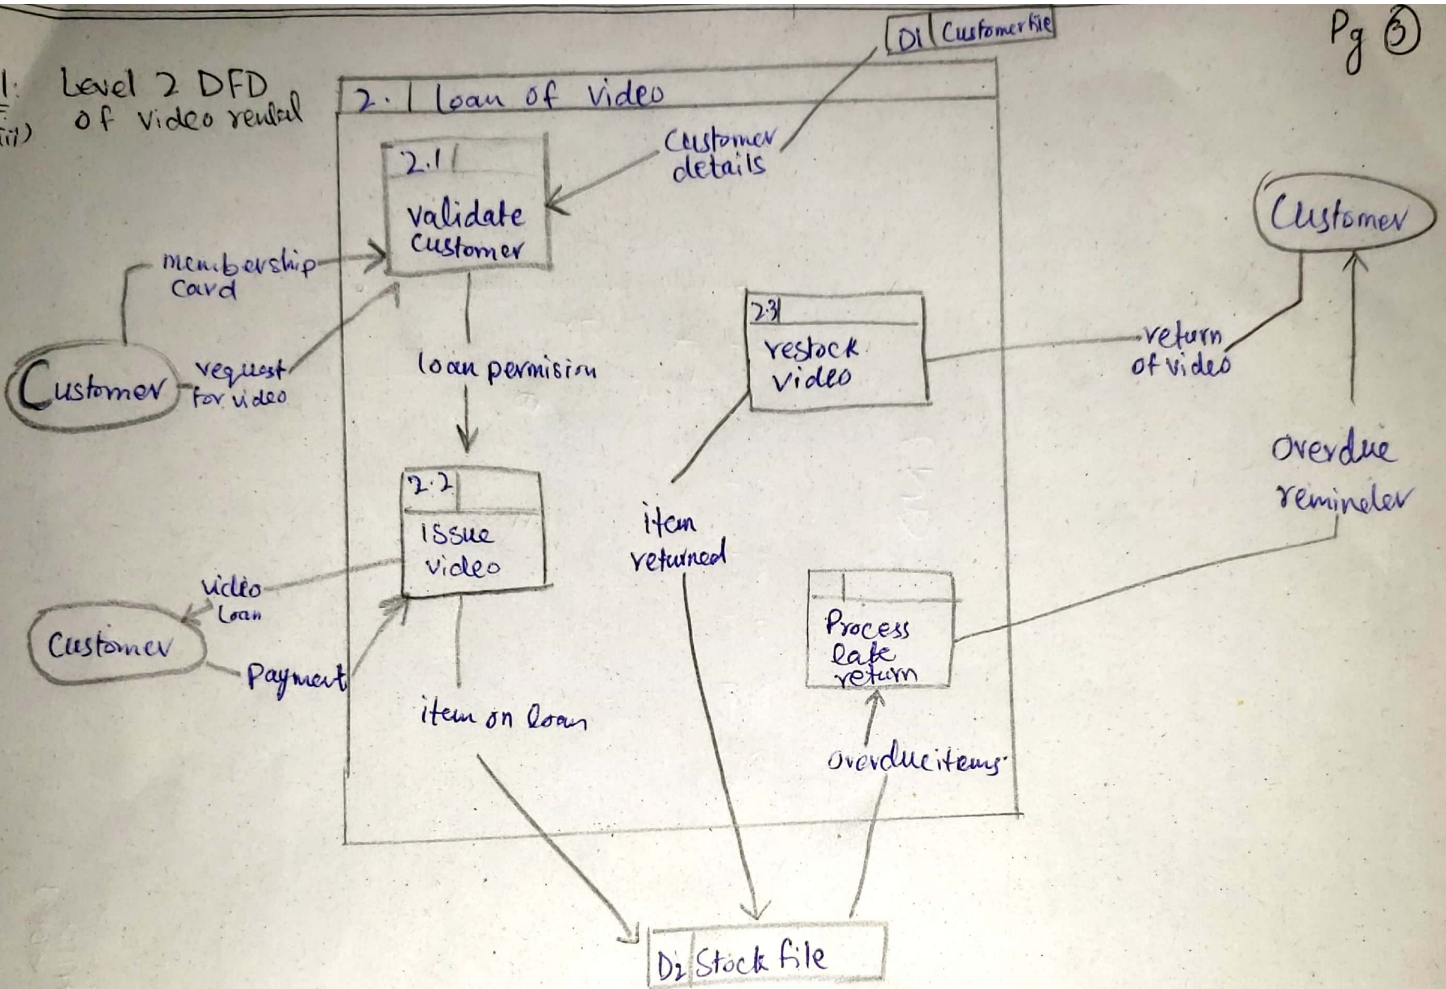 D1 Customer file
Pg 3
1: Level 2 DFD
iii) of video rental
2. loan of video
2.1
Customer
details
validate
customer
Customer
membership
card
2.3
restock
video
return
of video
Customer
request
for video
loan permision
overdue
reminder
2.2
issue
video
item
returned
video
loan
Process
late
return
Customer
Payment
item on loan
overdue items
D2 Stock file